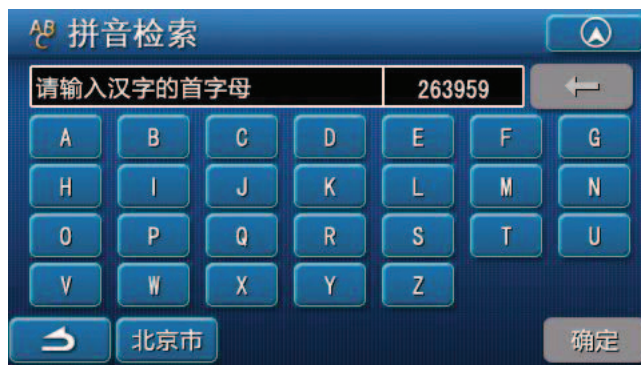 ABC 拼音检索
请输入汉字的首字母 263959
A B C D E F G
H I J K L M N
O P Q R S T U
V W X Y Z
北京市 确定